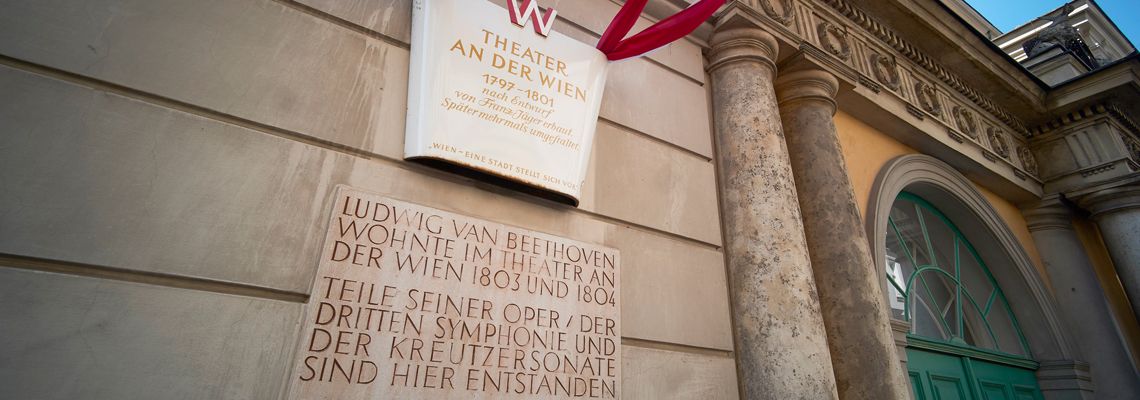 W
THEATER
AN DER WIEN
1797-1801
nach Entwurf
von Franz Jäger erbaut.
Später mehrmals umgestaltet.
„WIEN – EINE STADT STELLT SICH VOR"
LUDWIG VAN BEETHOVEN
WOHNTE IM THEATER AN
DER WIEN 1803 UND 1804
TEILE SEINER OPER / DER
DRITTEN SYMPHONIE UND
DER KREUTZERSONATE
SIND HIER ENTSTANDEN